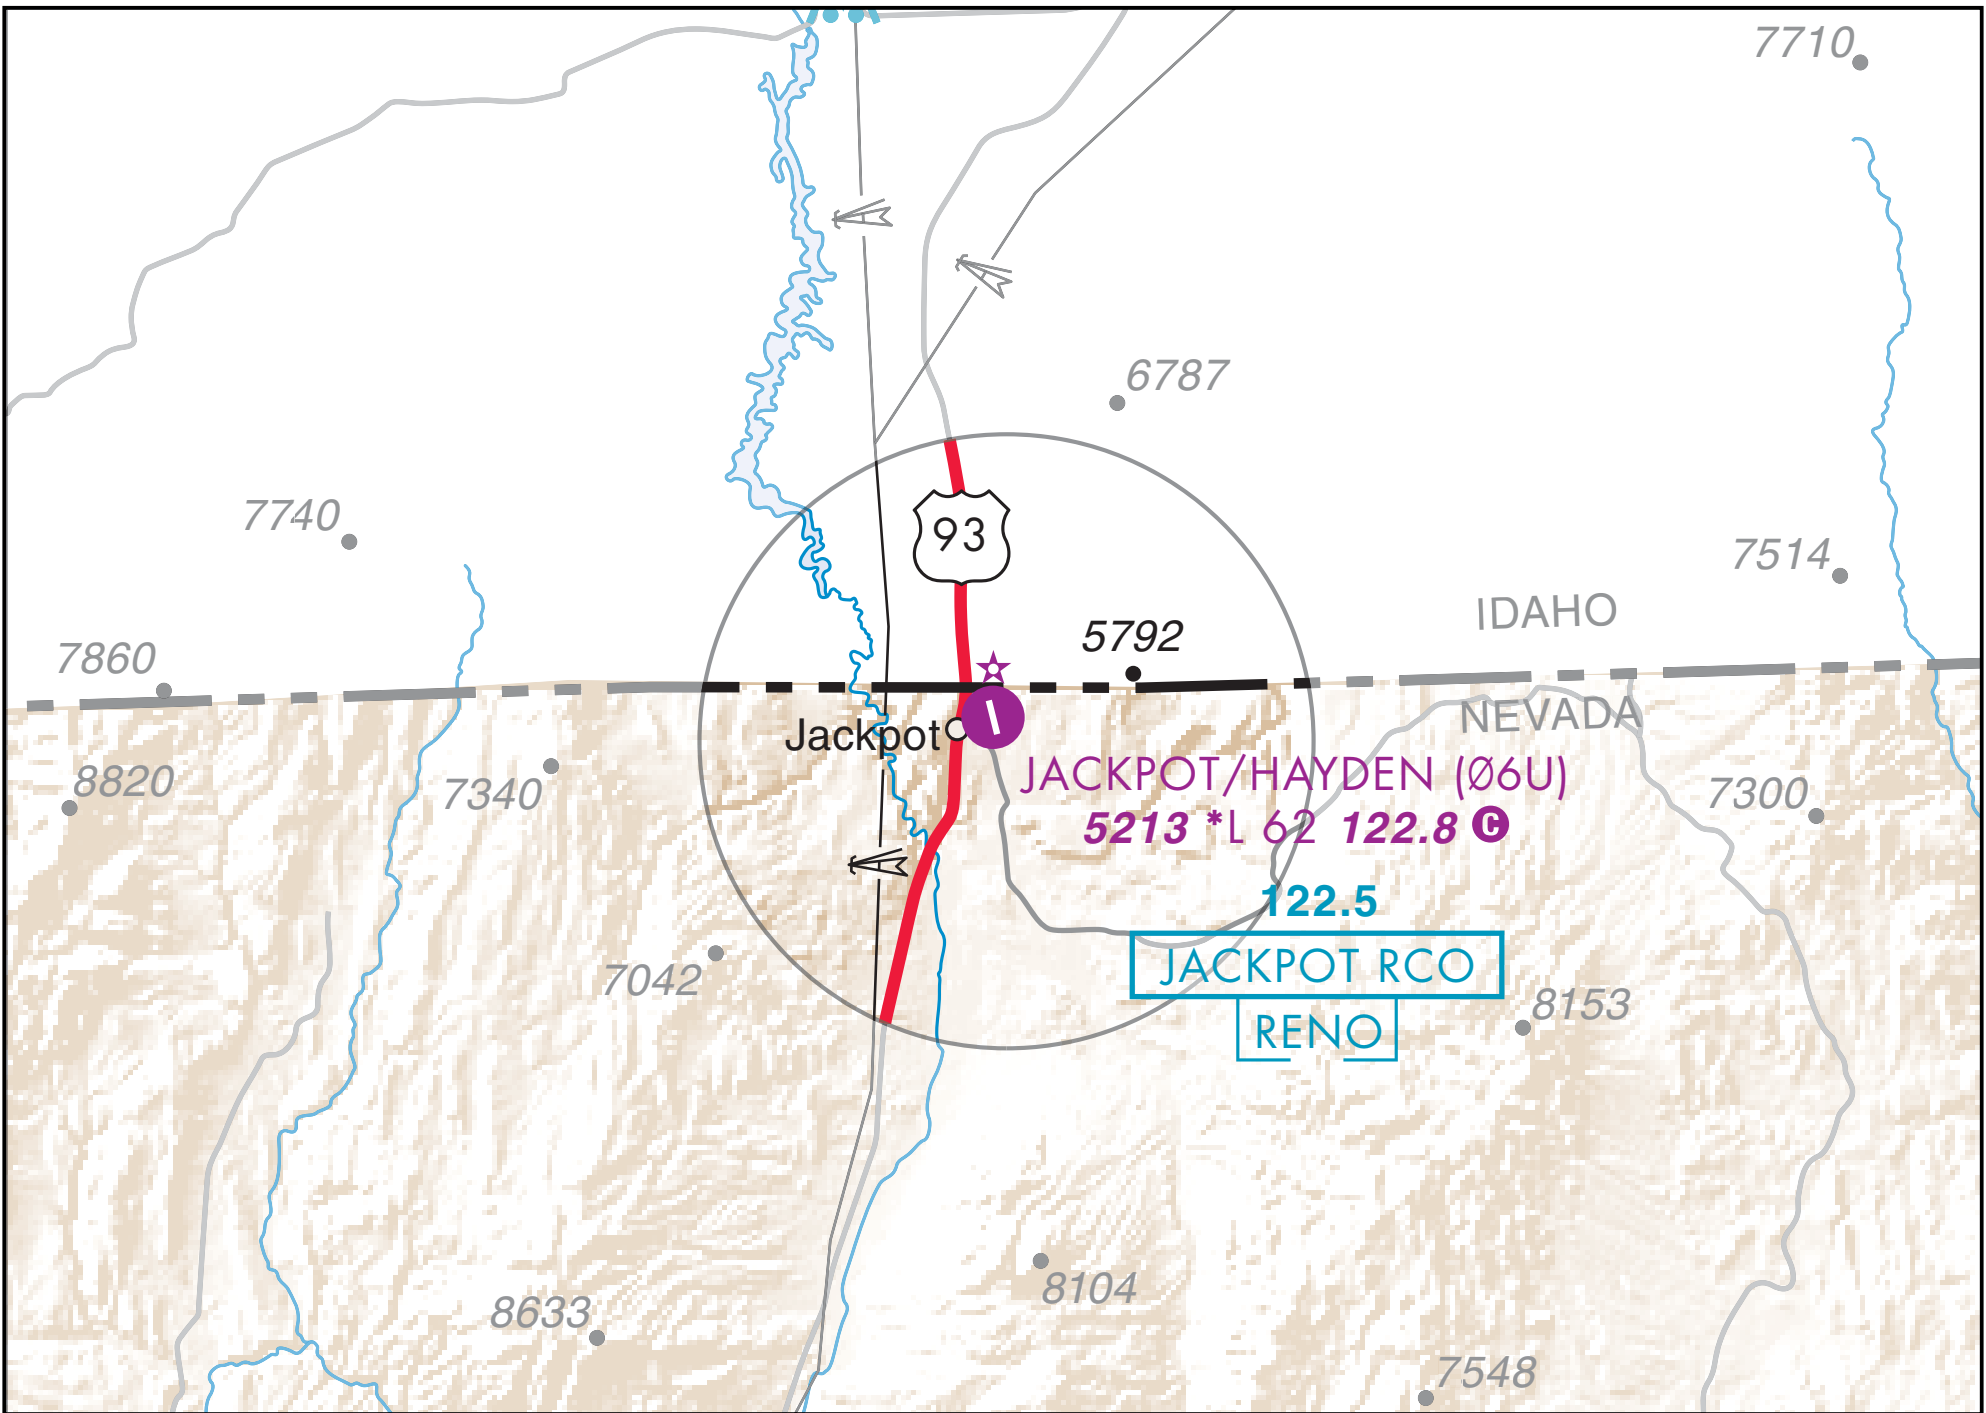 7710
6787
7740
93
7514
IDAHO
5792
7860
NEVADA
Jackpot
8820
7340
JACKPOT/HAYDEN (Ø6U)
7300
5213 *L 62 122.8 C
122.5
7042
JACKPOT RCO
8153
RENO
8104
8633
7548